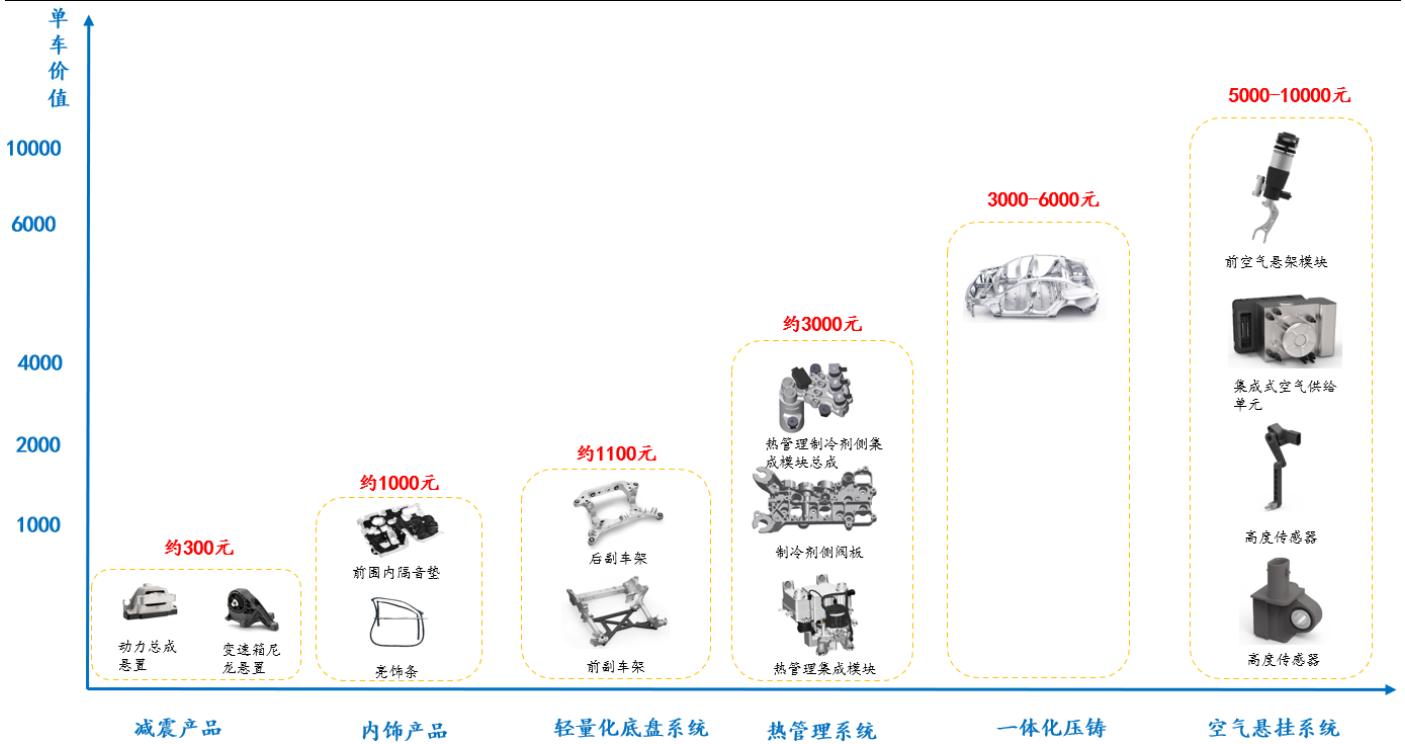 单
车
价
值
10000
6000
4000
2000
1000
约300元
动力总成
悬置
变速箱尼
龙悬置
减震产品
约1000元
前围内隔音垫
亮饰条
内饰产品
约1100元
后副车架
前副车架
轻量化底盘系统
约3000元
热管理制冷剂侧集
成模块总成
制冷剂侧阀板
热管理集成模块
热管理系统
3000-6000元
一体化压铸
5000-10000元
前空气悬架模块
集成式空气供给
单元
高度传感器
高度传感器
空气悬挂系统